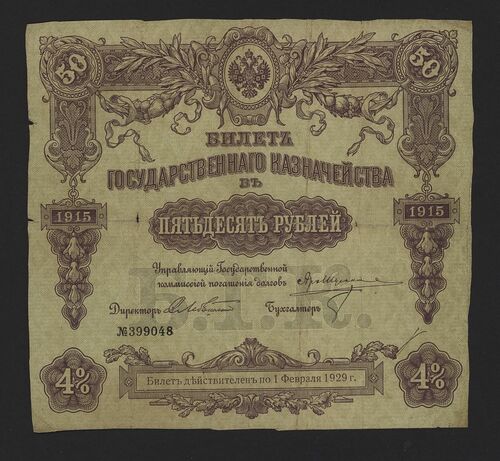 50 50
БИЛЕТЪ
ГОСУДАРСТВЕННАГО КАЗНАЧЕЙСТВА
ВЪ
1915 1915
ПЯТЬДЕСЯТЪ РУБЛЕЙ
Управляющій Государственной
коммиссіей погашенія долговъ
Директоръ Бухгалтеръ
Б.Г.К.
№399048
4% 4%
Билетъ дѣйствителенъ по 1 Февраля 1929 г.